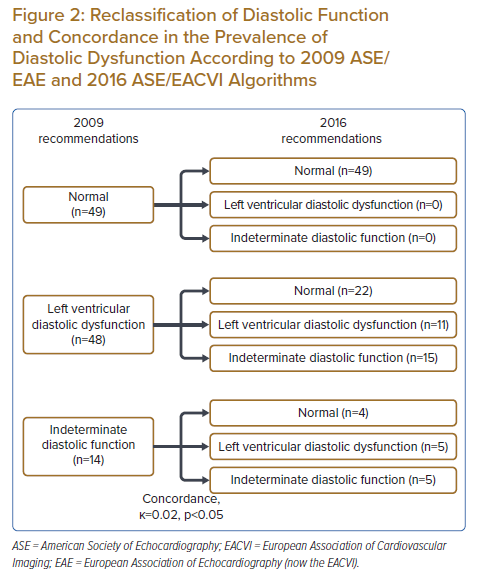 Figure 2: Reclassification of Diastolic Function
and Concordance in the Prevalence of
Diastolic Dysfunction According to 2009 ASE/
EAE and 2016 ASE/EACVI Algorithms
2009
recommendations
2016
recommendations
Normal
(n=49)
Normal (n=49)
Left ventricular diastolic dysfunction (n=0)
Indeterminate diastolic function (n=0)
Left ventricular
diastolic dysfunction
(n=48)
Normal (n=22)
Left ventricular diastolic dysfunction (n=11)
Indeterminate diastolic function (n=15)
Indeterminate
diastolic function
(n=14)
Normal (n=4)
Left ventricular diastolic dysfunction (n=5)
Indeterminate diastolic function (n=5)
Concordance,
κ=0.02, p<0.05
ASE = American Society of Echocardiography; EACVI = European Association of Cardiovascular
Imaging; EAE = European Association of Echocardiography (now the EACVI).